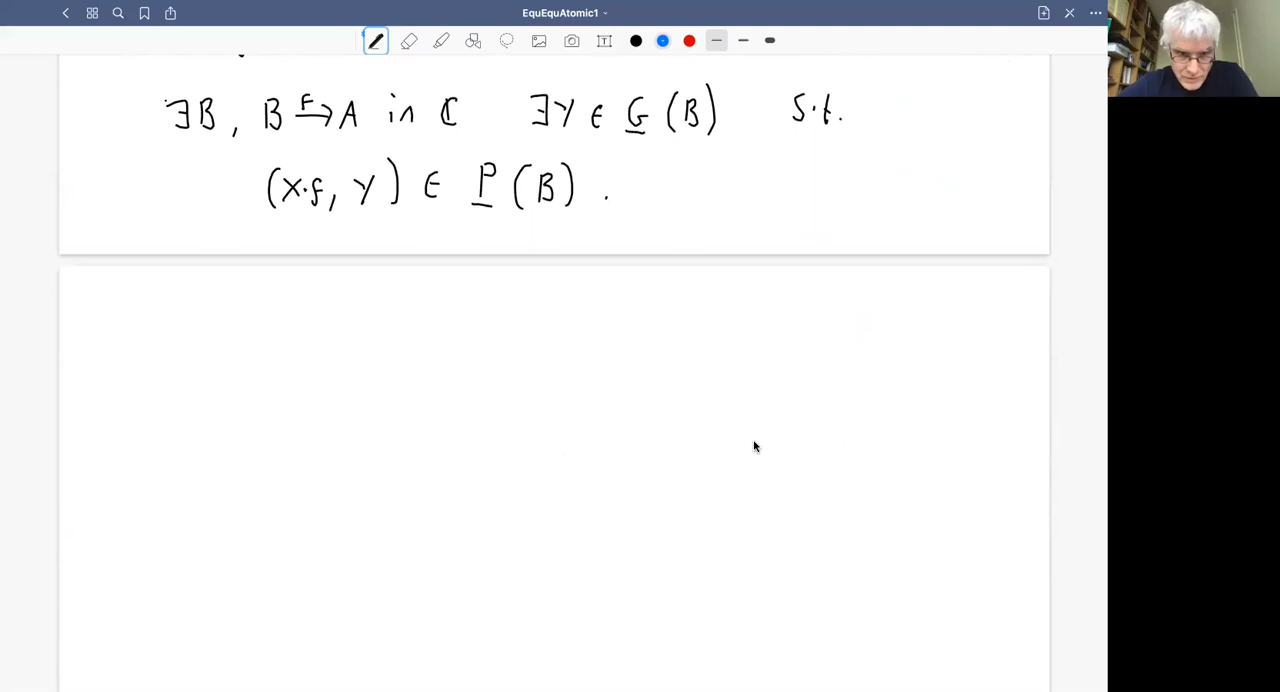 EquEquAtomic1
T
∃B, B →f A in ℂ ∃Y ∈ G̲(B) s.t.
(X·f, Y) ∈ P̲(B).